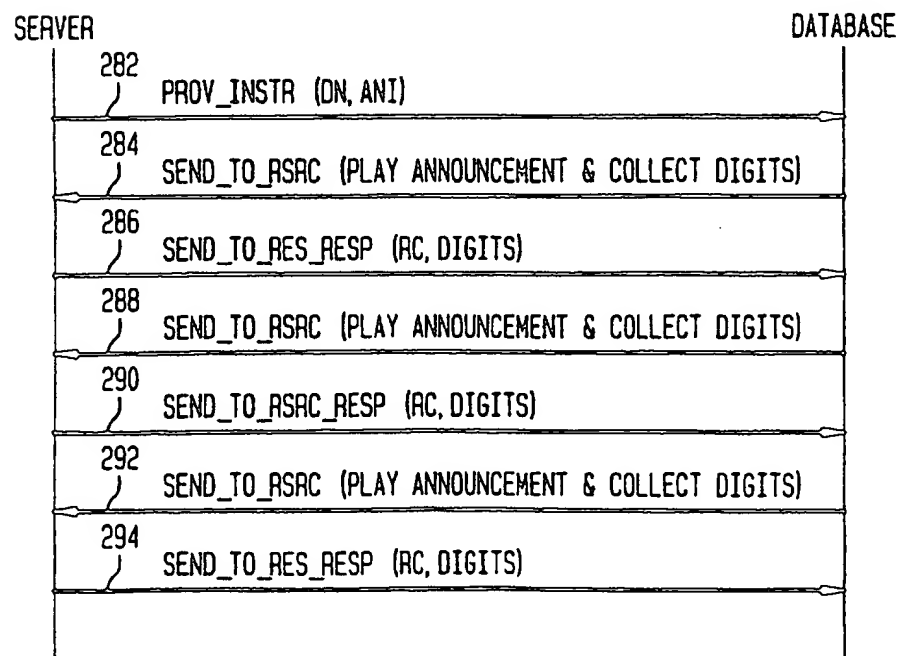 SERVER DATABASE
282
PROV_INSTR (DN, ANI)
284
SEND_TO_RSRC (PLAY ANNOUNCEMENT & COLLECT DIGITS)
286
SEND_TO_RES_RESP (RC, DIGITS)
288
SEND_TO_RSRC (PLAY ANNOUNCEMENT & COLLECT DIGITS)
290
SEND_TO_RSRC_RESP (RC, DIGITS)
292
SEND_TO_RSRC (PLAY ANNOUNCEMENT & COLLECT DIGITS)
294
SEND_TO_RES_RESP (RC, DIGITS)